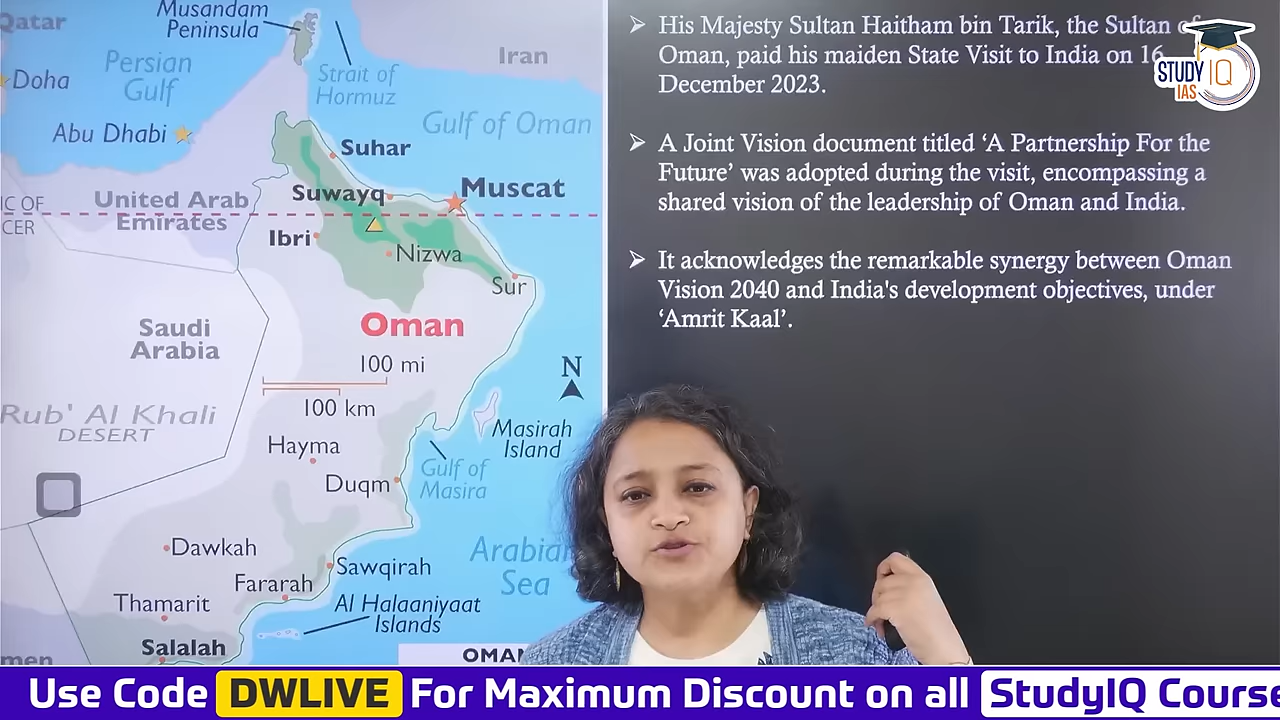 Qatar
Musandam
Peninsula
Iran
Persian
Gulf
Strait of
Hormuz
Doha
Abu Dhabi
Gulf of Oman
Suhar
Suwayq
Muscat
IC OF
CER
United Arab
Emirates
Ibri
Nizwa
Sur
Saudi
Arabia
Oman
100 mi
100 km
N
Rub' Al Khali
DESERT
Masirah
Island
Hayma
Duqm
Gulf of
Masira
Dawkah
Arabian
Sea
Sawqirah
Fararah
Thamarit
Al Halaaniyaat
Islands
Salalah
men
OMAN
➢ His Majesty Sultan Haitham bin Tarik, the Sultan of
Oman, paid his maiden State Visit to India on 16
December 2023.
➢ A Joint Vision document titled ‘A Partnership For the
Future’ was adopted during the visit, encompassing a
shared vision of the leadership of Oman and India.
➢ It acknowledges the remarkable synergy between Oman
Vision 2040 and India's development objectives, under
‘Amrit Kaal’.
STUDY IQ
IAS
Use Code DWLIVE For Maximum Discount on all StudyIQ Course